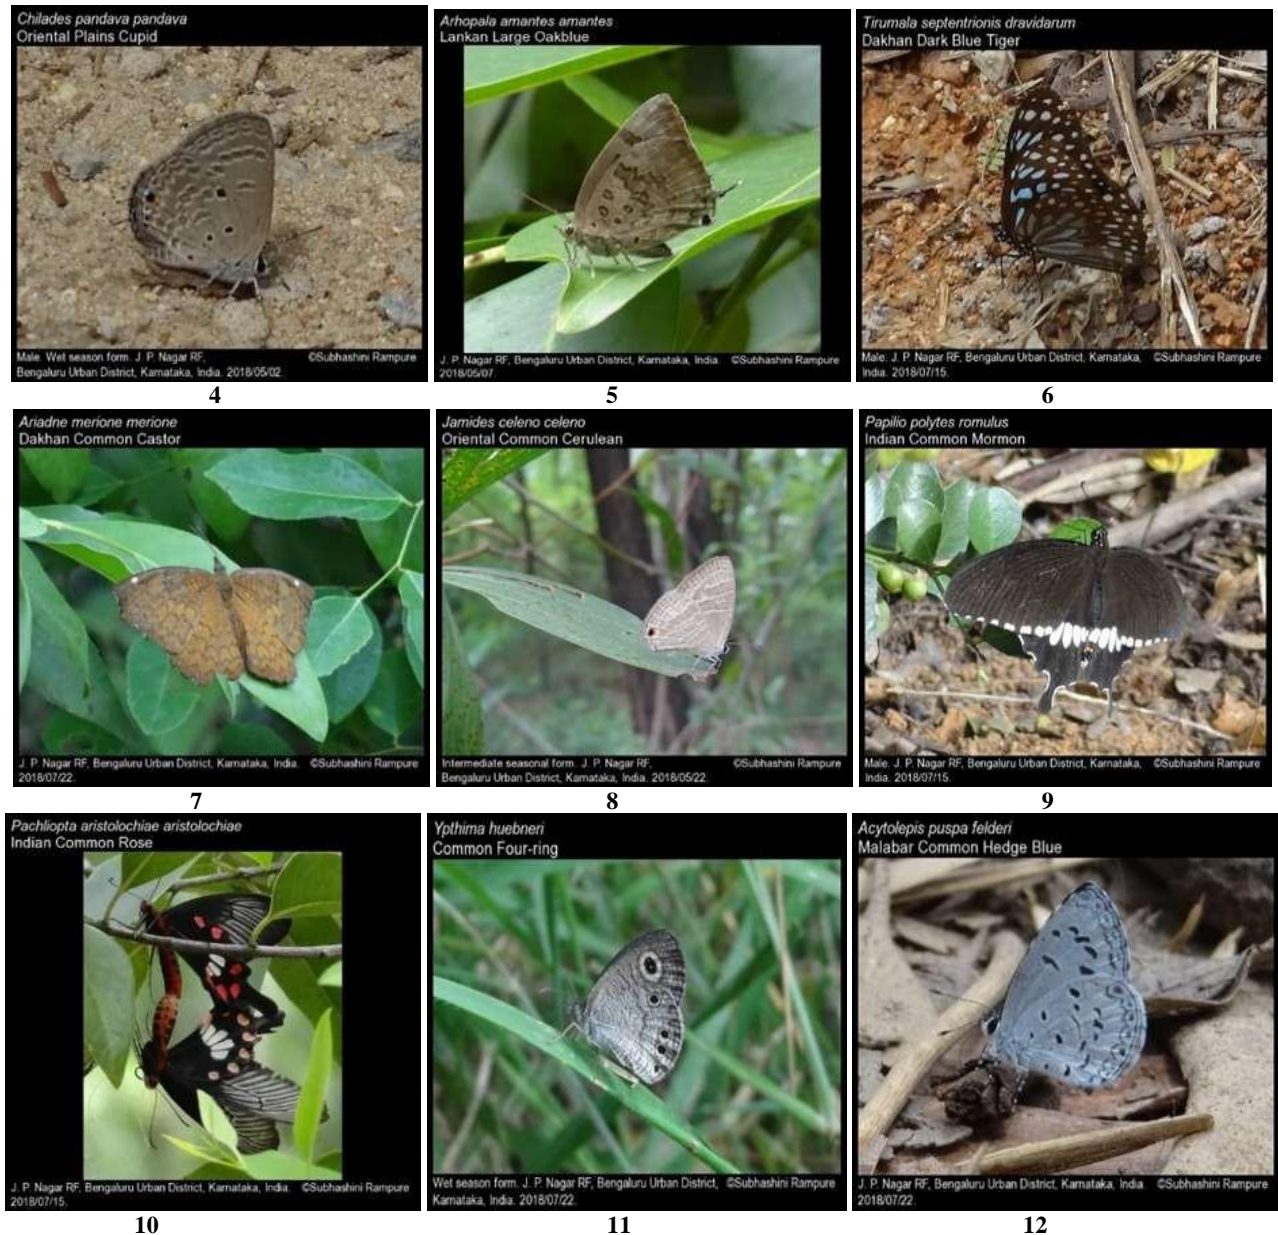 Chilades pandava pandava
Oriental Plains Cupid
Male. Wet season form. J. P. Nagar RF,
Bengaluru Urban District, Karnataka, India. 2018/05/02.
©Subhashini Rampure
4
Arhopala amantes amantes
Lankan Large Oakblue
J. P. Nagar RF, Bengaluru Urban District, Karnataka, India. ©Subhashini Rampure
2018/05/07.
5
Tirumala septentrionis dravidarum
Dakhan Dark Blue Tiger
Male. J. P. Nagar RF, Bengaluru Urban District, Karnataka, ©Subhashini Rampure
India. 2018/07/15.
6
Ariadne merione merione
Dakhan Common Castor
J. P. Nagar RF, Bengaluru Urban District, Karnataka, India. ©Subhashini Rampure
2018/07/22.
7
Jamides celeno celeno
Oriental Common Cerulean
Intermediate seasonal form. J. P. Nagar RF, ©Subhashini Rampure
Bengaluru Urban District, Karnataka, India. 2018/05/22.
8
Papilio polytes romulus
Indian Common Mormon
Male. J. P. Nagar RF, Bengaluru Urban District, Karnataka, ©Subhashini Rampure
India. 2018/07/15.
9
Pachliopta aristolochiae aristolochiae
Indian Common Rose
J. P. Nagar RF, Bengaluru Urban District, Karnataka, India. ©Subhashini Rampure
2018/07/15.
10
Ypthima huebneri
Common Four-ring
Wet season form. J. P. Nagar RF, Bengaluru Urban District, ©Subhashini Rampure
Karnataka, India. 2018/07/22.
11
Acytolepis puspa felderi
Malabar Common Hedge Blue
J. P. Nagar RF, Bengaluru Urban District, Karnataka, India. ©Subhashini Rampure
2018/07/22.
12